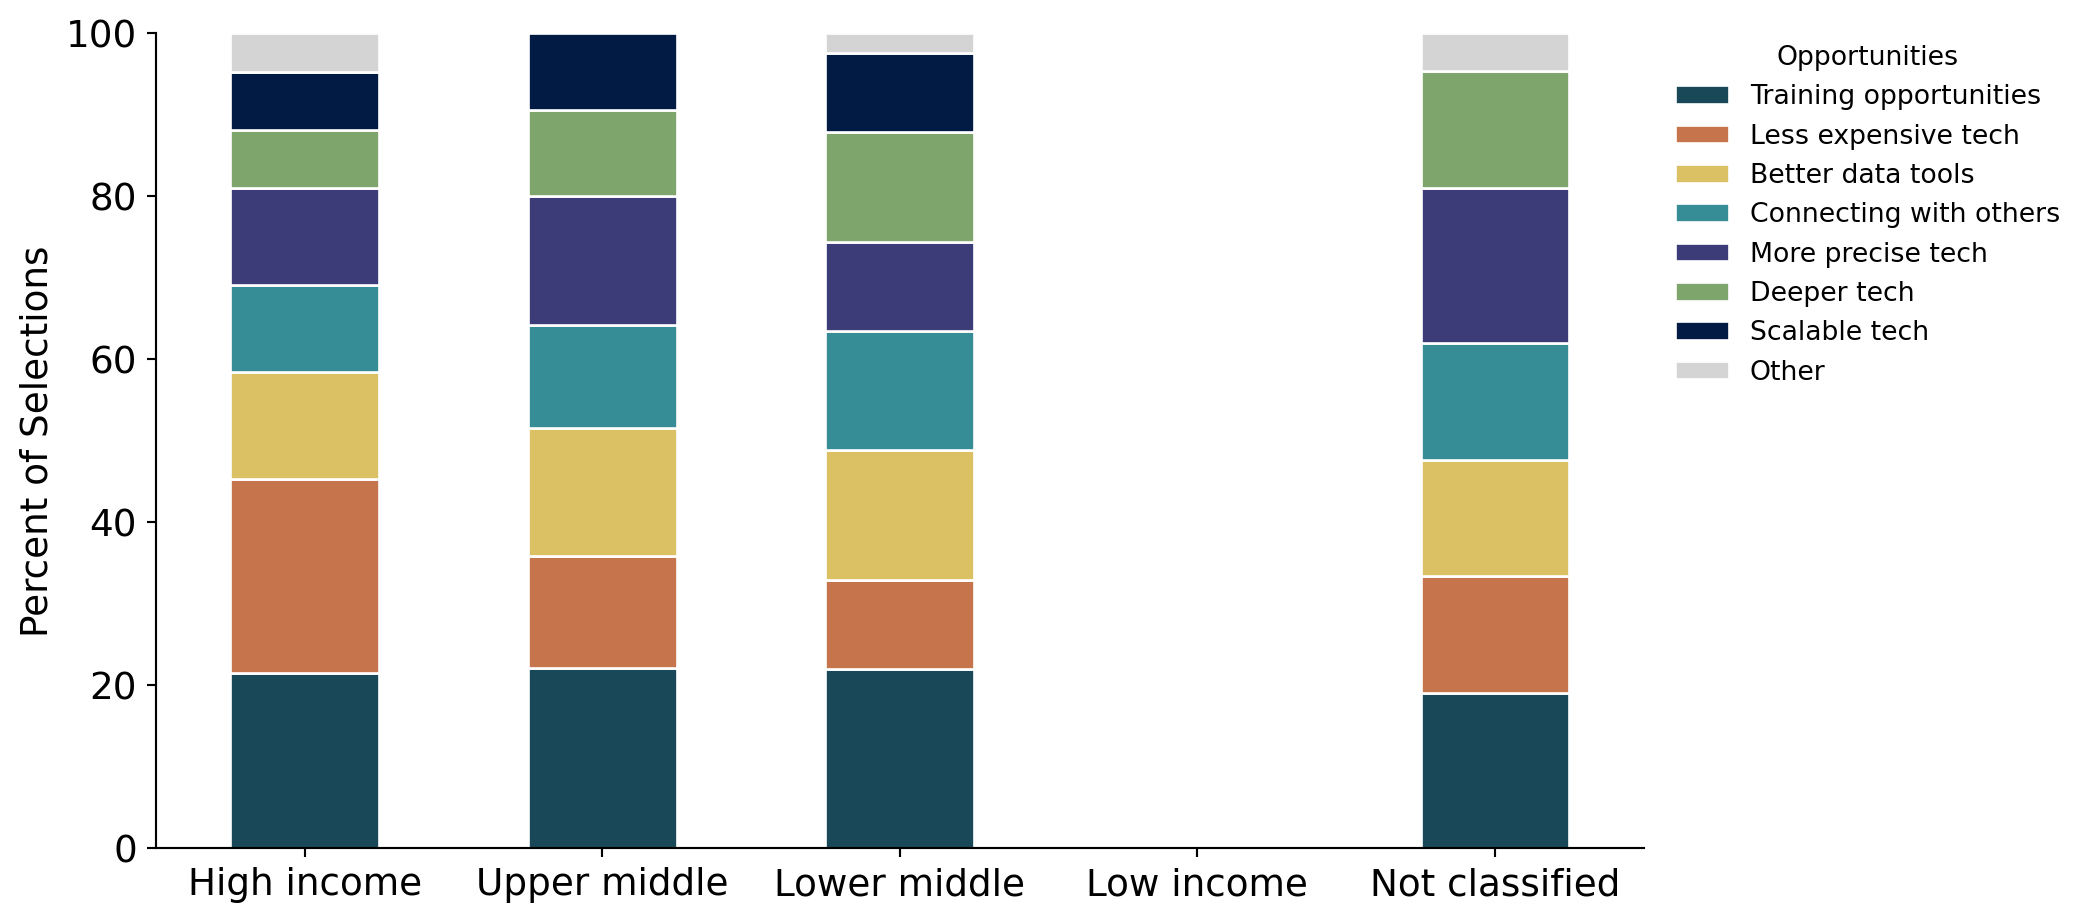 Percent of Selections
100
80
60
40
20
0
High income
Upper middle
Lower middle
Low income
Not classified
Opportunities
Training opportunities
Less expensive tech
Better data tools
Connecting with others
More precise tech
Deeper tech
Scalable tech
Other